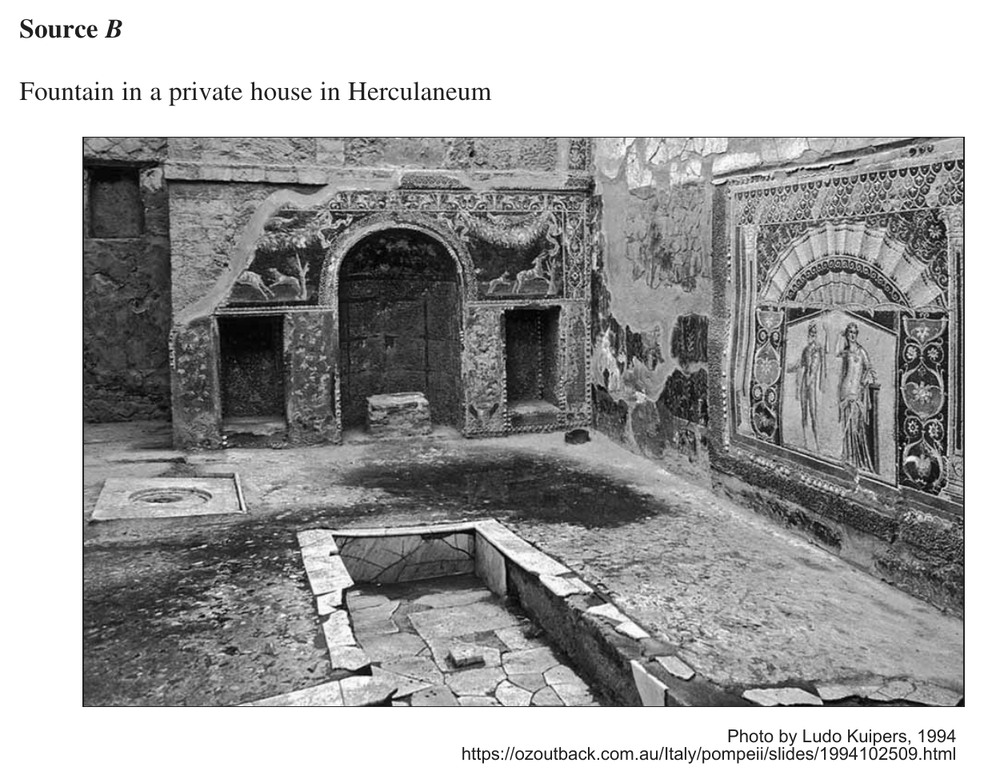 Source B
Fountain in a private house in Herculaneum
Photo by Ludo Kuipers, 1994
https://ozoutback.com.au/Italy/pompeii/slides/1994102509.html